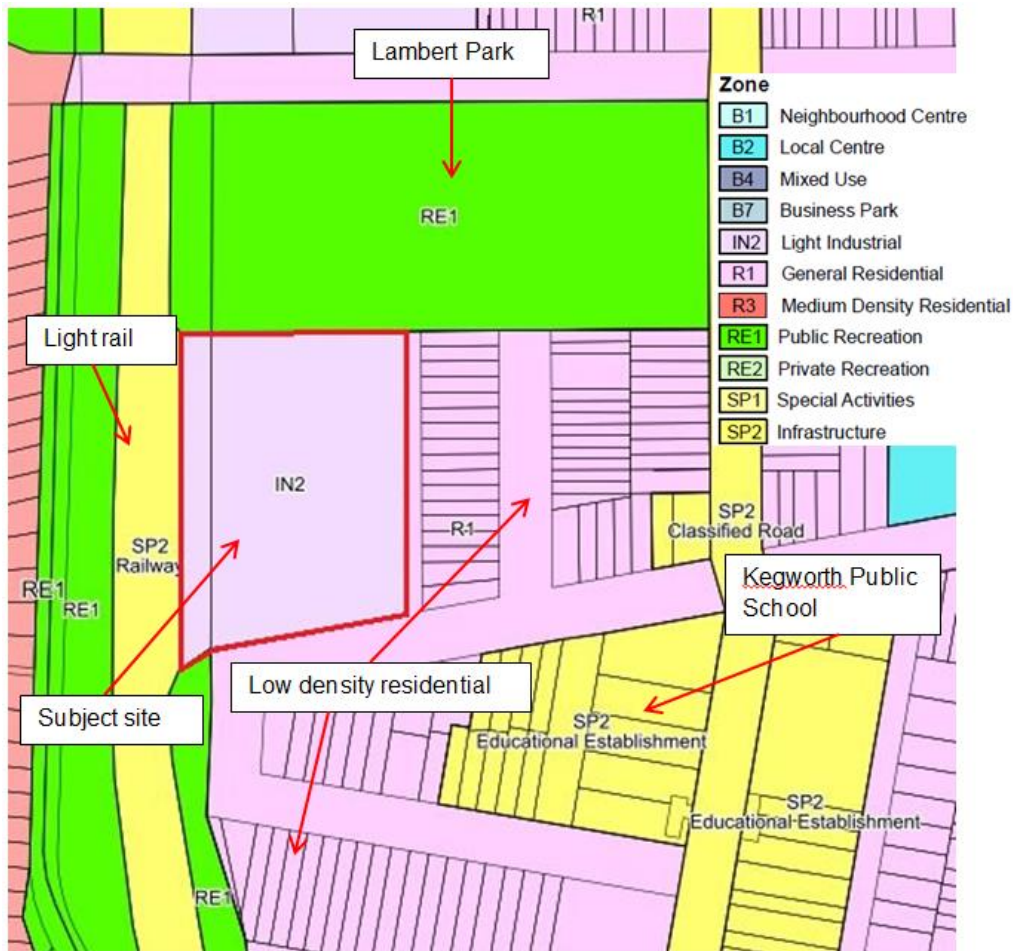 R1
Lambert Park
Zone
B1 Neighbourhood Centre
B2 Local Centre
B4 Mixed Use
B7 Business Park
IN2 Light Industrial
R1 General Residential
R3 Medium Density Residential
RE1 Public Recreation
RE2 Private Recreation
SP1 Special Activities
SP2 Infrastructure
RE1
Light rail
IN2
R1
SP2
Classified Road
SP2
Railway
RE1
RE1
Kegworth Public
School
Low density residential
Subject site
SP2
Educational Establishment
SP2
Educational Establishment
RE1